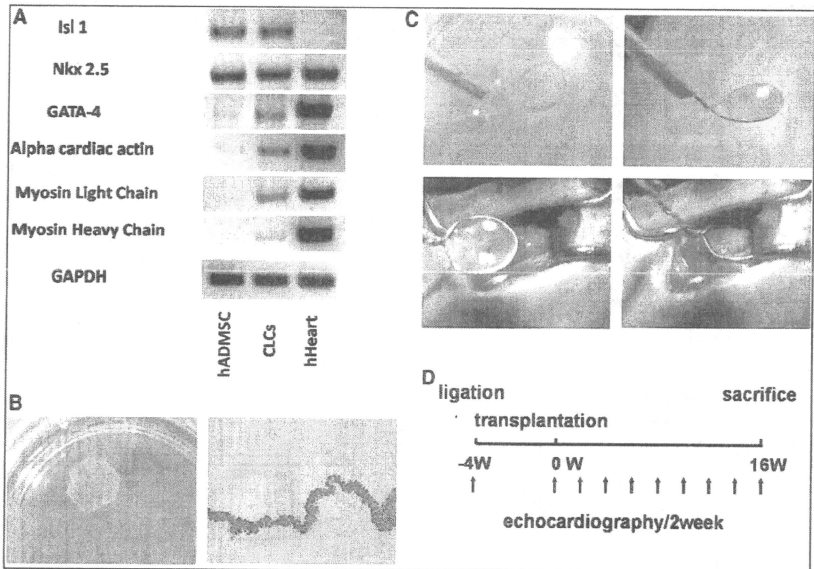 A
Isl 1
Nkx 2.5
GATA-4
Alpha cardiac actin
Myosin Light Chain
Myosin Heavy Chain
GAPDH
hADMSC
CLCs
hHeart
B
C
D
ligation
sacrifice
transplantation
-4W
0 W
16W
echocardiography/2week